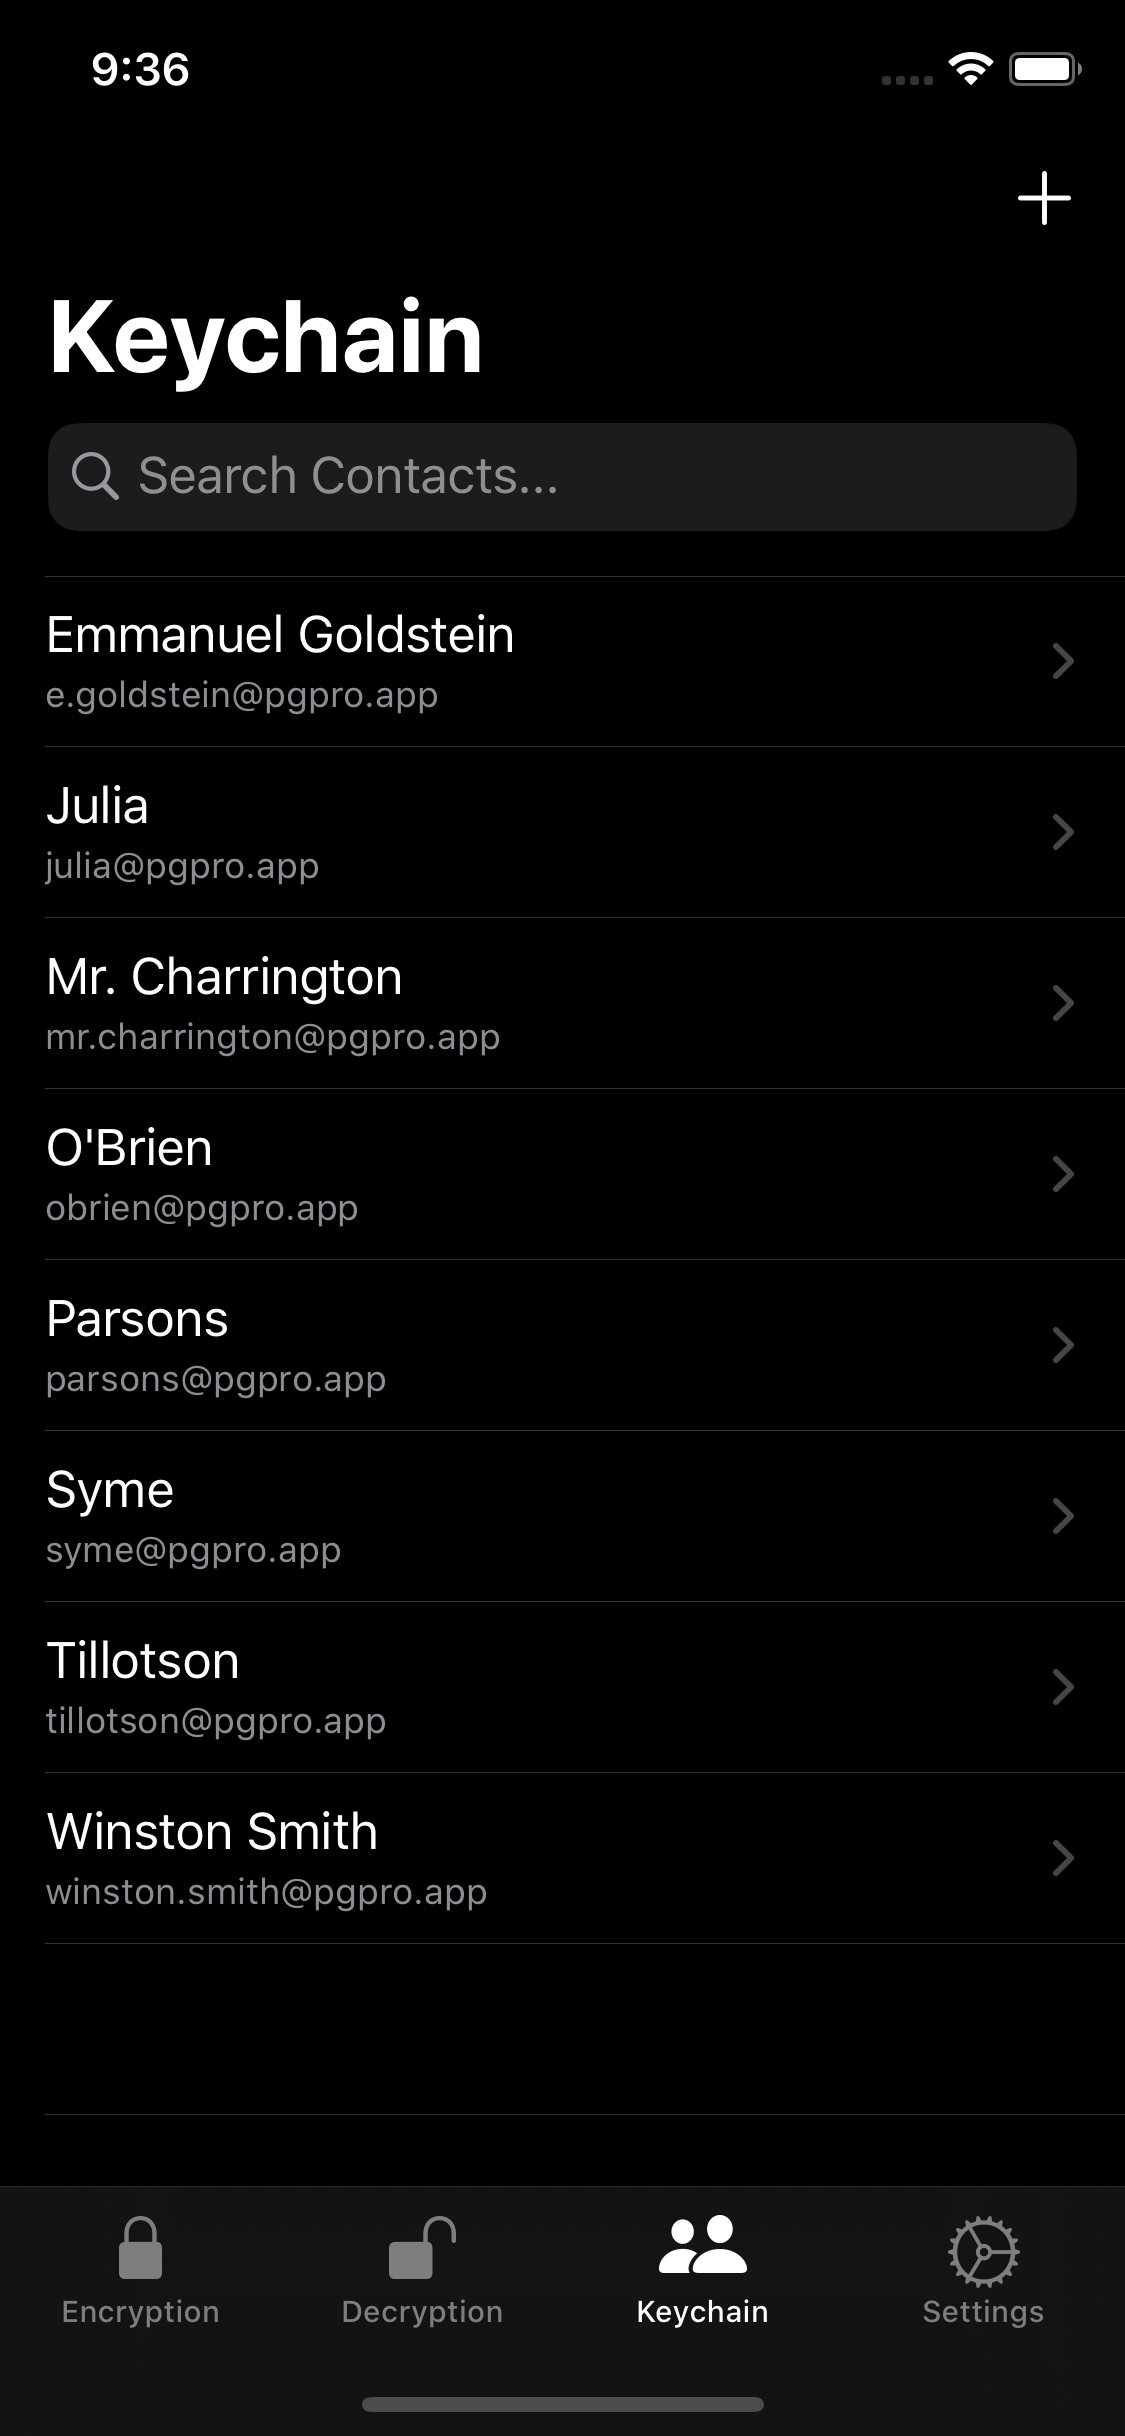 9:36
Keychain
Search Contacts...
Emmanuel Goldstein
e.goldstein@pgpro.app
Julia
julia@pgpro.app
Mr. Charrington
mr.charrington@pgpro.app
O'Brien
obrien@pgpro.app
Parsons
parsons@pgpro.app
Syme
syme@pgpro.app
Tillotson
tillotson@pgpro.app
Winston Smith
winston.smith@pgpro.app
Encryption
Decryption
Keychain
Settings